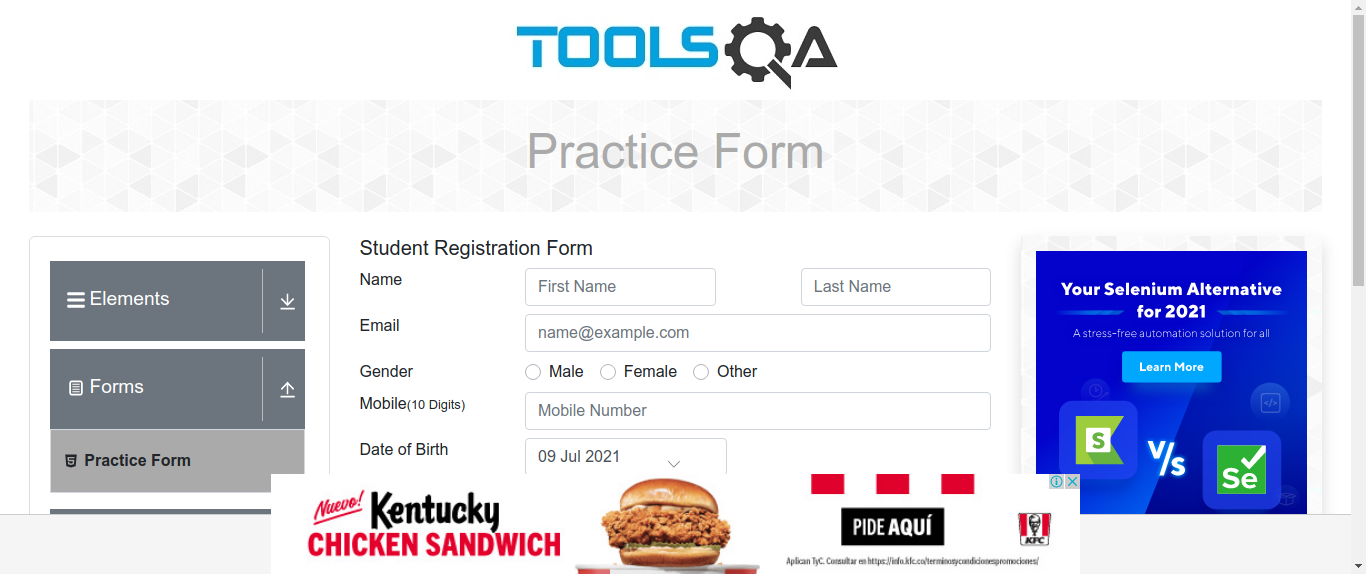 TOOLSQA
Practice Form
Elements
Forms
Practice Form
Student Registration Form
Name
First Name
Last Name
Email
name@example.com
Gender
Male
Female
Other
Mobile(10 Digits)
Mobile Number
Date of Birth
09 Jul 2021
Your Selenium Alternative
for 2021
A stress-free automation solution for all
Learn More
S
V/s
Se
Nuevo!
Kentucky
CHICKEN SANDWICH
PIDE AQUÍ
KFC
Aplican TyC. Consultar en https://info.kfc.co/terminosycondicionespromociones/